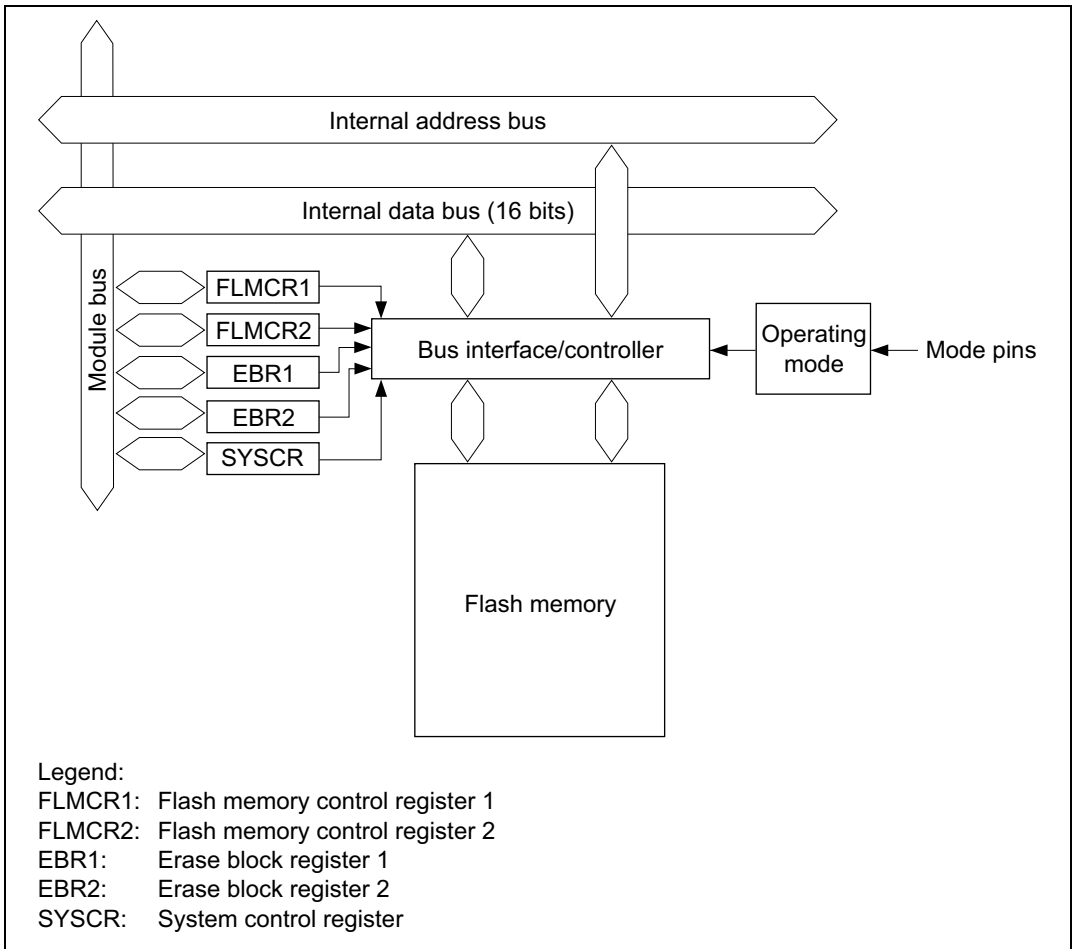 Internal address bus
Internal data bus (16 bits)
Module bus
FLMCR1
FLMCR2
EBR1
EBR2
SYSCR
Bus interface/controller
Operating
mode
Mode pins
Flash memory
Legend:
FLMCR1: Flash memory control register 1
FLMCR2: Flash memory control register 2
EBR1: Erase block register 1
EBR2: Erase block register 2
SYSCR: System control register